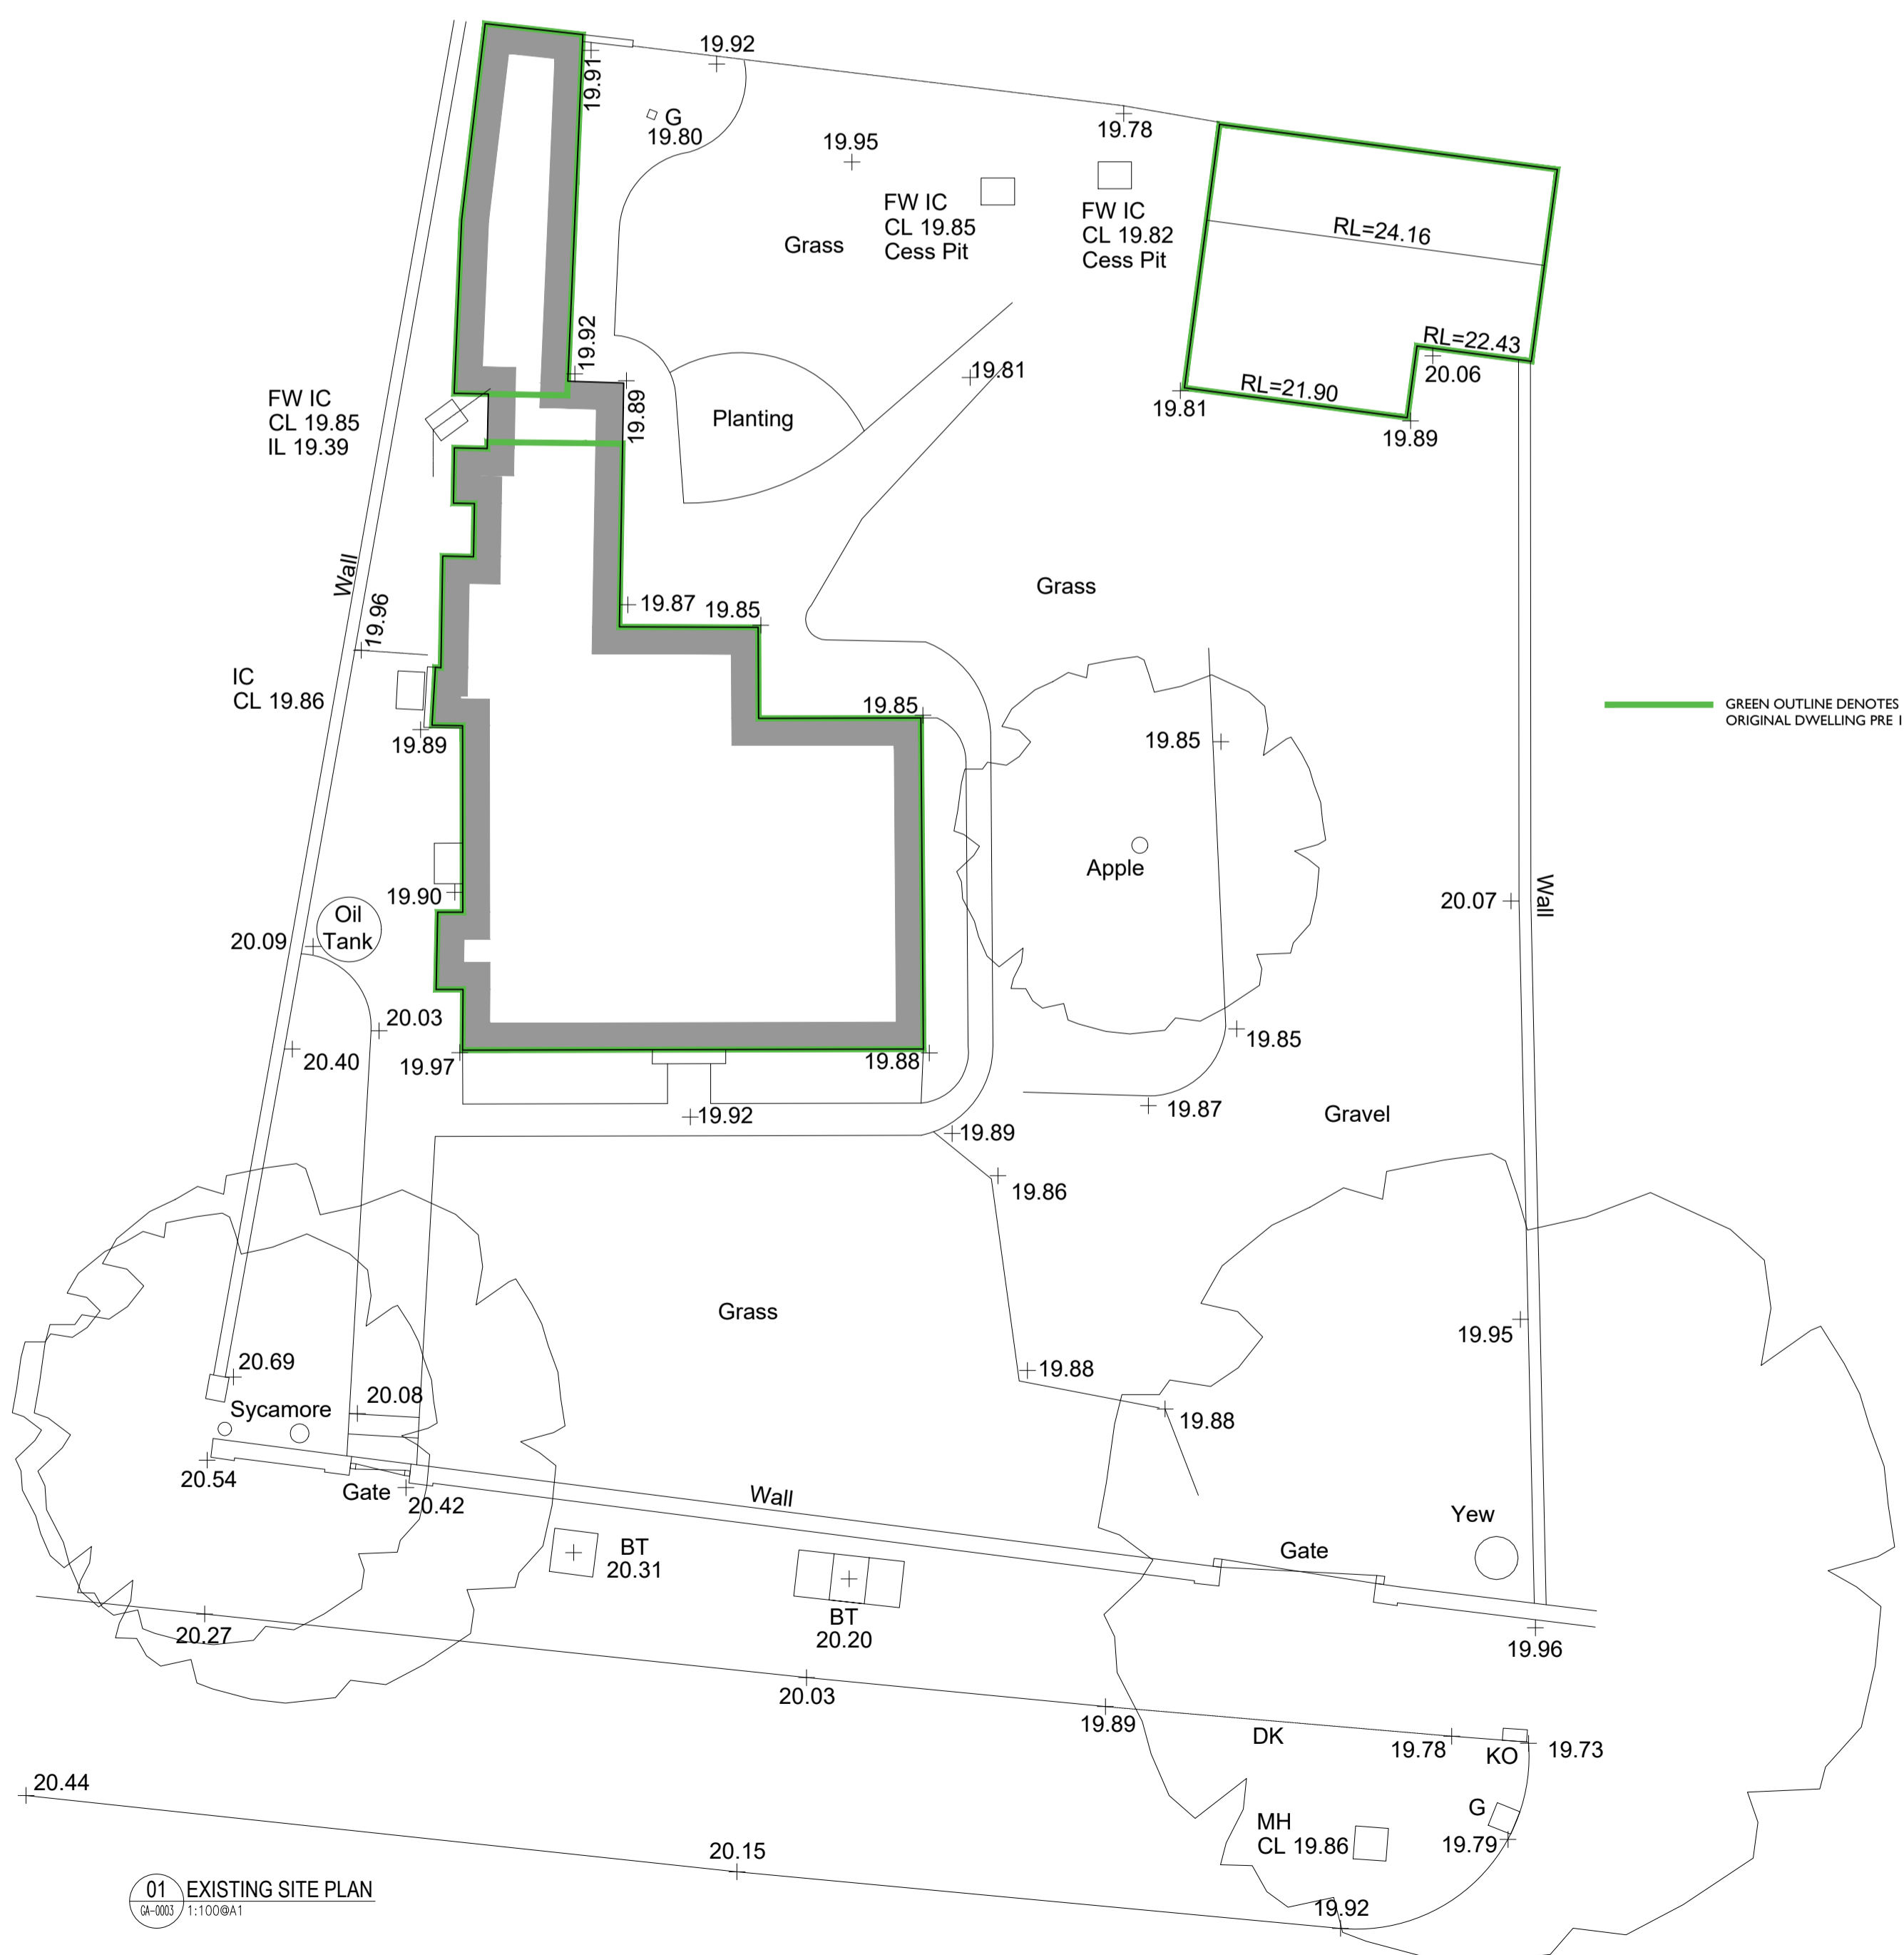 19.92
19.91
G
19.80
19.95
19.78
FW IC
CL 19.85
Cess Pit
FW IC
CL 19.82
Cess Pit
Grass
RL=24.16
RL=22.43
20.06
RL=21.90
19.81
19.89
19.92
19.89
19.81
FW IC
CL 19.85
IL 19.39
Planting
Wall
19.96
19.87
19.85
Grass
IC
CL 19.86
19.89
19.85
19.85
GREEN OUTLINE DENOTES
ORIGINAL DWELLING PRE 1
Apple
19.90
Oil
Tank
20.09
20.07
Wall
20.03
20.40
19.97
19.88
19.85
19.92
19.87
Gravel
19.89
19.86
Grass
19.95
20.69
19.88
20.08
Sycamore
19.88
20.54
Gate
20.42
Wall
Yew
BT
20.31
Gate
BT
20.20
20.27
19.96
20.03
19.89
DK
19.78
KO
19.73
20.44
G
MH
CL 19.86
19.79
20.15
01
EXISTING SITE PLAN
GA-0003
1:100@A1
19.92